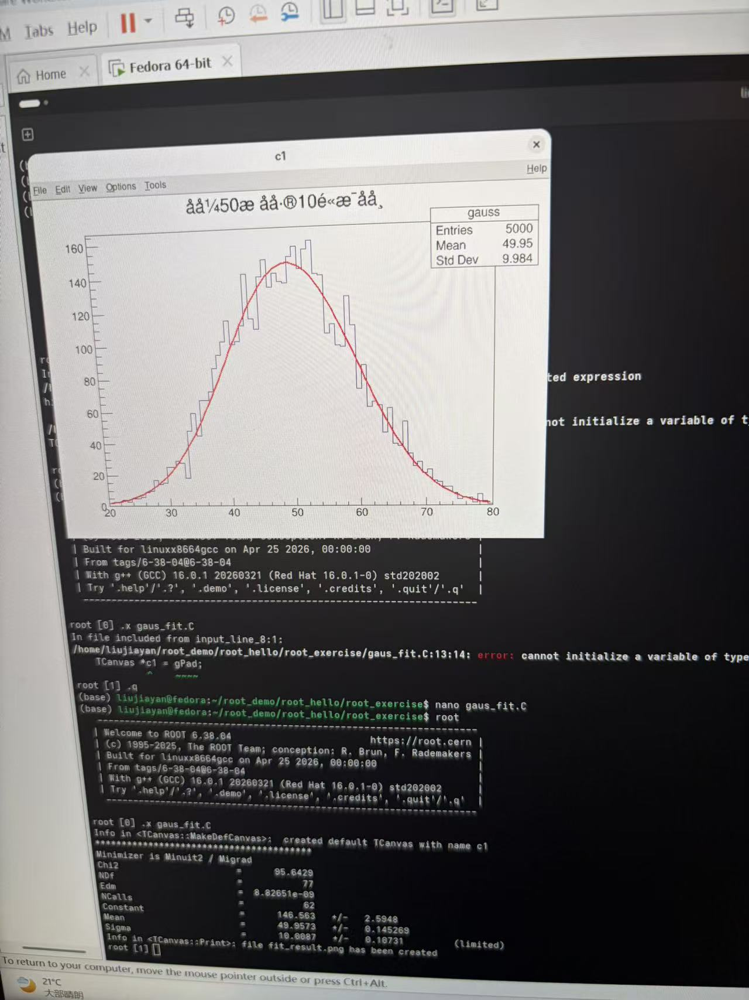 Tabs Help
Home
Fedora 64-bit
c1
File Edit View Options Tools Help
åå¼50æ åå·®10é«æ¯åå¸
gauss
Entries 5000
Mean 49.95
Std Dev 9.984
160
140
120
100
80
60
40
20
0
20 30 40 50 60 70 80
ted expression
not initialize a variable of
| Built for linuxx8664gcc on Apr 25 2026, 00:00:00 |
| From tags/6-38-04@6-38-04 |
| With g++ (GCC) 16.0.1 20260321 (Red Hat 16.0.1-0) std202002 |
| Try '.help'/'.?', '.demo', '.license', '.credits', '.quit'/'.q' |
root [0] .x gaus_fit.C
In file included from input_line_8:1:
/home/liujiayan/root_demo/root_hello/root_exercise/gaus_fit.C:13:14: error: cannot initialize a variable of type
TCanvas *c1 = gPad;
^ ~~~~
root [1] .q
(base) liujiayan@fedora:~/root_demo/root_hello/root_exercise$ nano gaus_fit.C
(base) liujiayan@fedora:~/root_demo/root_hello/root_exercise$ root
| Welcome to ROOT 6.38.04 https://root.cern |
| (c) 1995-2025, The ROOT Team; conception: R. Brun, F. Rademakers |
| Built for linuxx8664gcc on Apr 25 2026, 00:00:00 |
| From tags/6-38-04@6-38-04 |
| With g++ (GCC) 16.0.1 20260321 (Red Hat 16.0.1-0) std202002 |
| Try '.help'/'.?', '.demo', '.license', '.credits', '.quit'/'.q' |
root [0] .x gaus_fit.C
Info in <TCanvas::MakeDefCanvas>: created default TCanvas with name c1
****************************************
Minimizer is Minuit2 / Migrad
Chi2 = 95.6429
NDf = 77
Edm = 8.82651e-09
NCalls = 62
Constant = 146.563 +/- 2.5948
Mean = 49.9573 +/- 0.145269
Sigma = 10.0087 +/- 0.10731 (limited)
Info in <TCanvas::Print>: file fit_result.png has been created
root [1]
To return to your computer, move the mouse pointer outside or press Ctrl+Alt.
21°C
大部晴朗